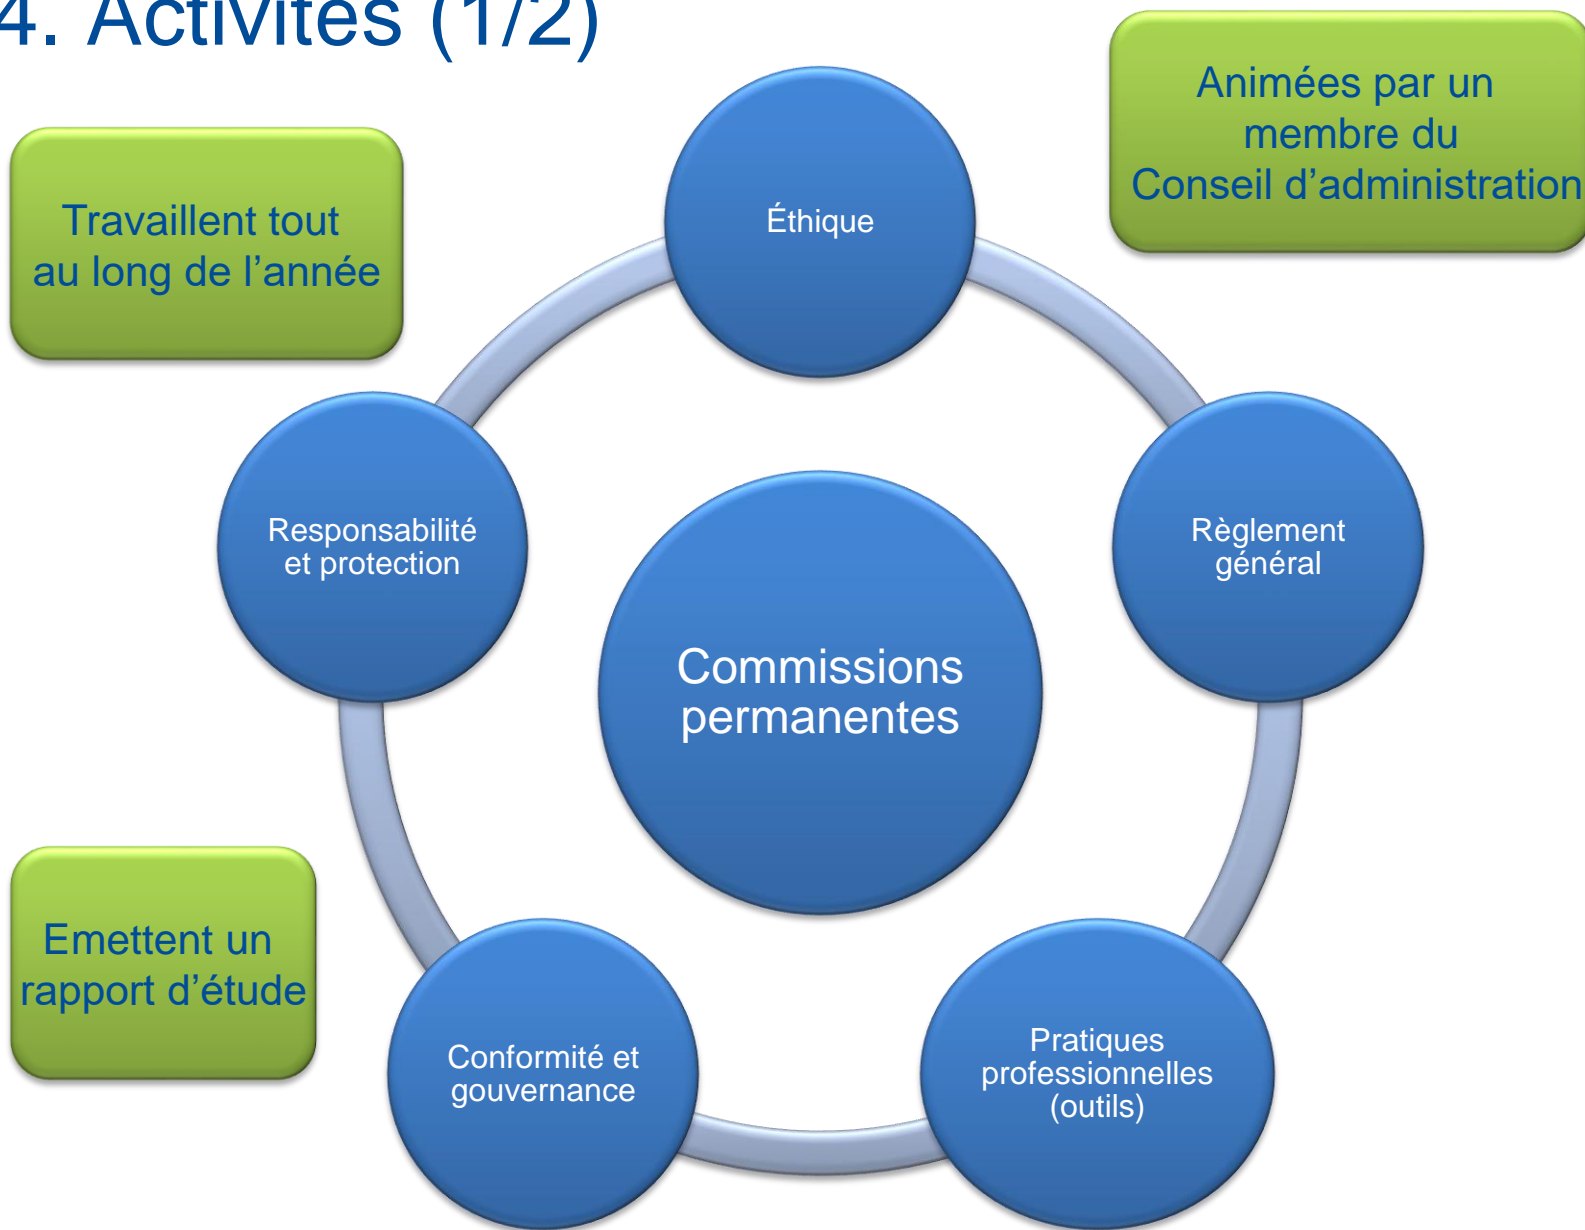 4. Activités (1/2)
Animées par un
membre du
Conseil d’administration
Travaillent tout
au long de l’année
Éthique
Responsabilité
et protection
Règlement
général
Commissions
permanentes
Emettent un
rapport d’étude
Conformité et
gouvernance
Pratiques
professionnelles
(outils)